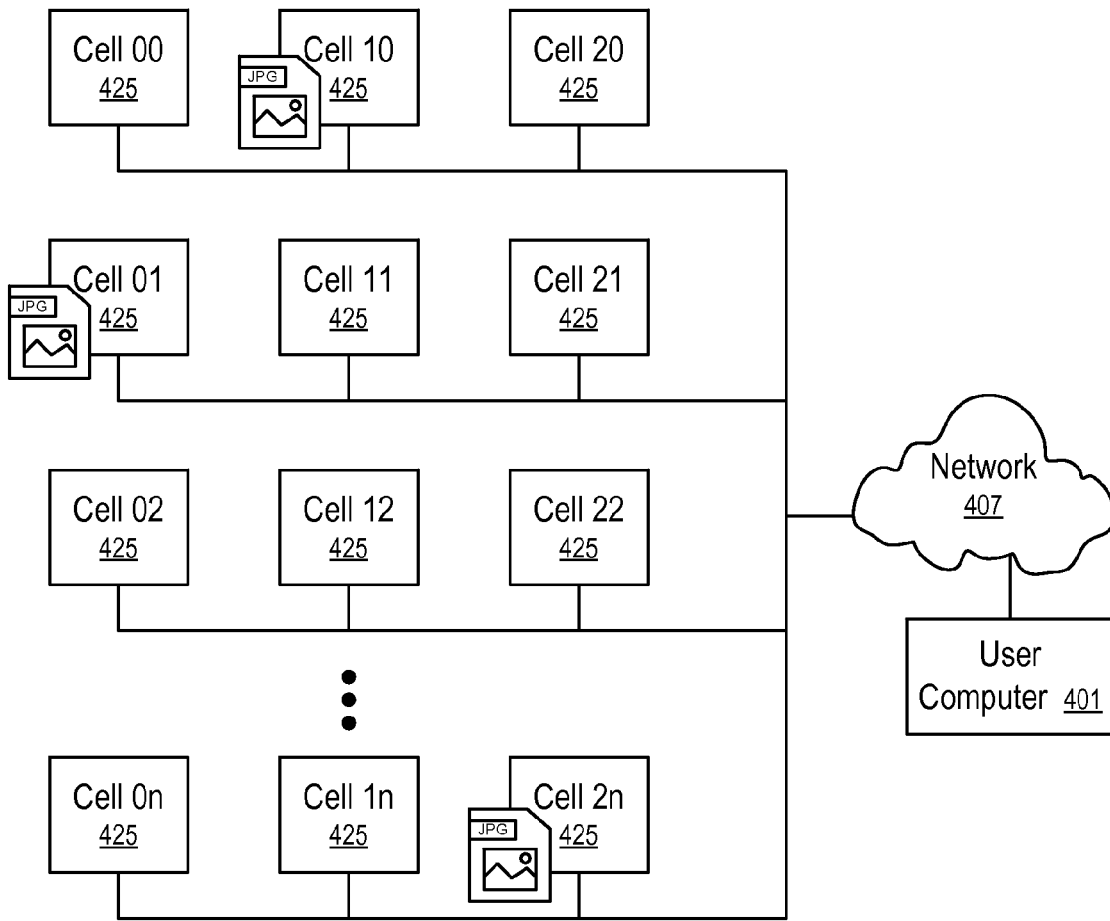 Cell 00
425
JPG
Cell 10
425
Cell 20
425
JPG
Cell 01
425
Cell 11
425
Cell 21
425
Cell 02
425
Cell 12
425
Cell 22
425
Network
407
User
Computer 401
Cell 0n
425
Cell 1n
425
JPG
Cell 2n
425